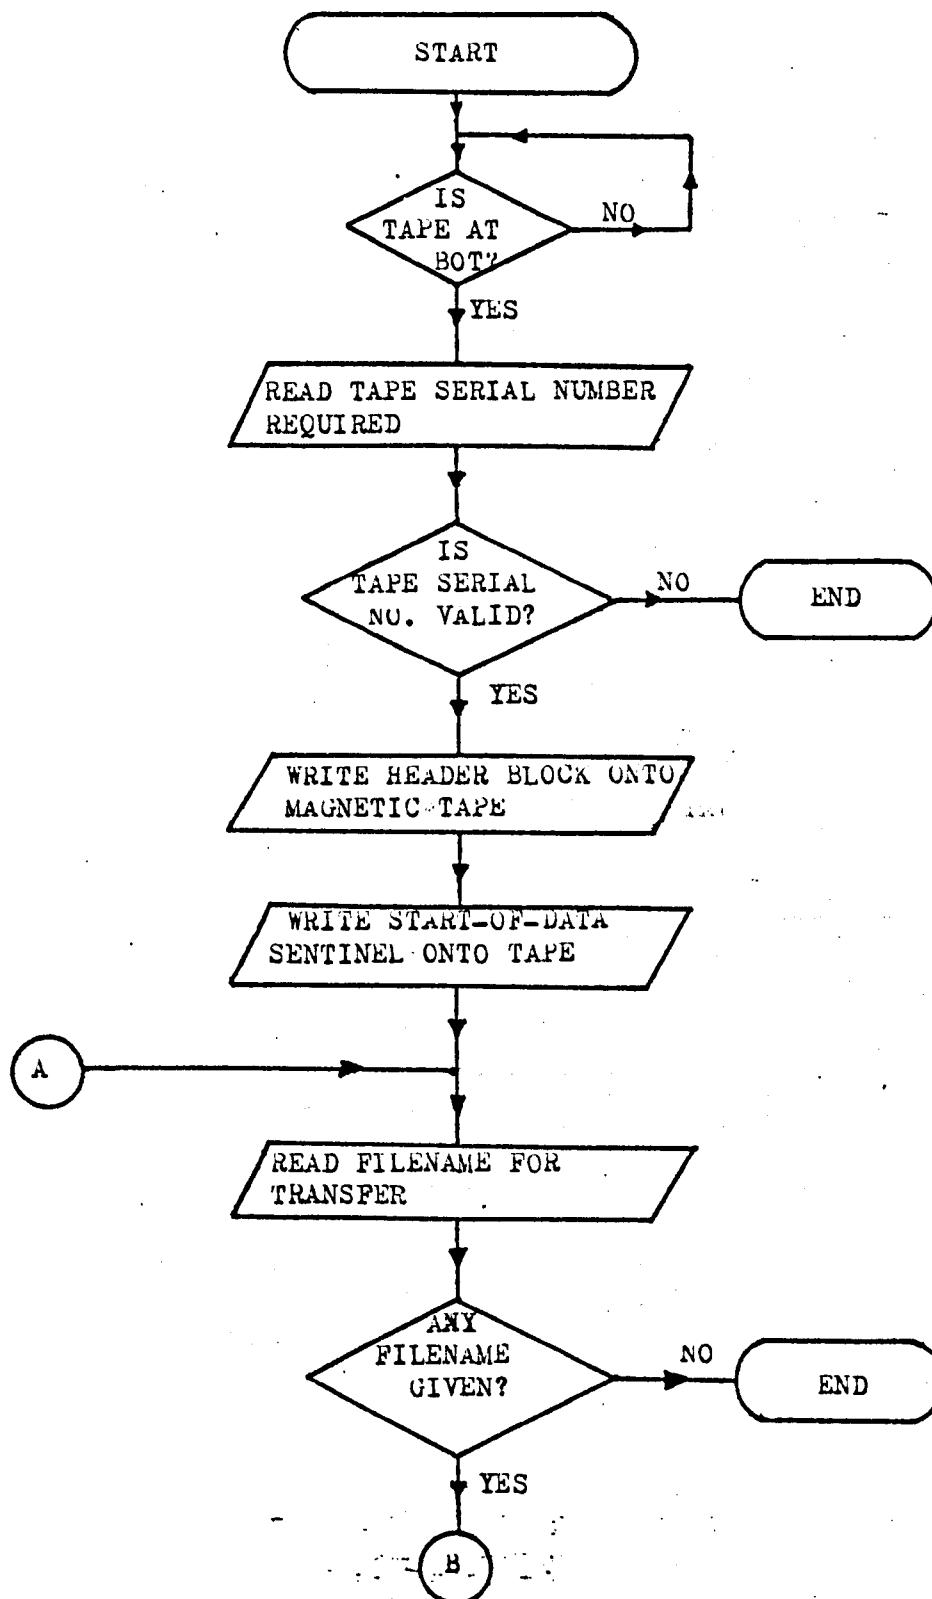 START
IS
TAPE AT
BOT?
NO
YES
READ TAPE SERIAL NUMBER
REQUIRED
IS
TAPE SERIAL
NO. VALID?
NO
END
YES
WRITE HEADER BLOCK ONTO
MAGNETIC TAPE
WRITE START-OF-DATA
SENTINEL ONTO TAPE
A
READ FILENAME FOR
TRANSFER
ANY
FILENAME
GIVEN?
NO
END
YES
B